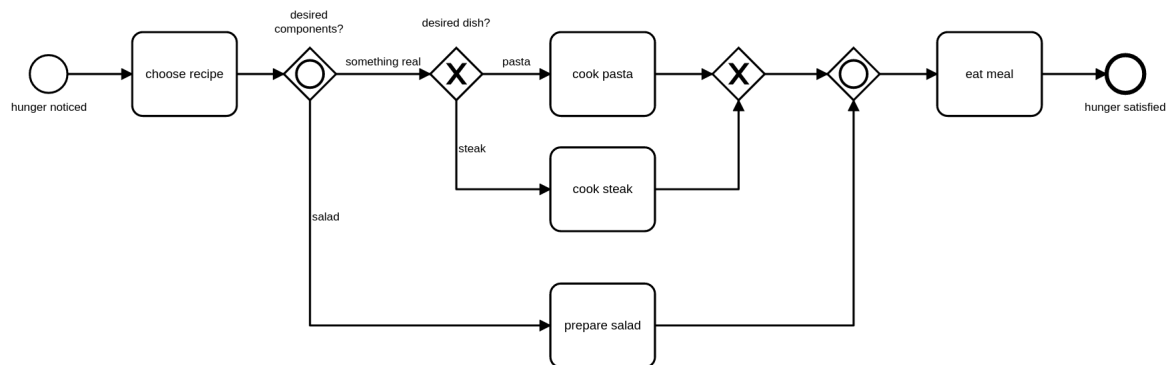 desired
components?
desired dish?
choose recipe
something real
pasta
cook pasta
eat meal
hunger noticed
hunger satisfied
steak
cook steak
salad
prepare salad